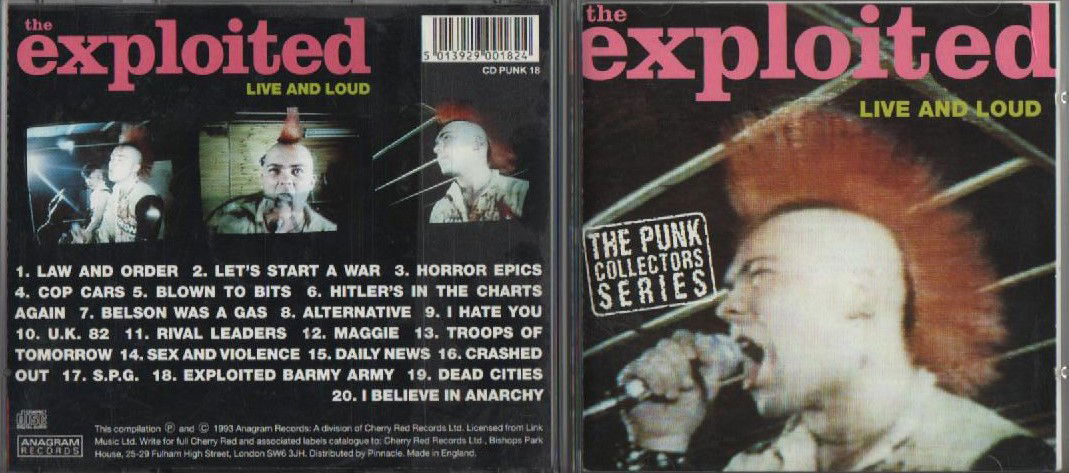 the
exploited
LIVE AND LOUD
5 013929 001824
CD PUNK 18
1. LAW AND ORDER 2. LET'S START A WAR 3. HORROR EPICS
4. COP CARS 5. BLOWN TO BITS 6. HITLER'S IN THE CHARTS
AGAIN 7. BELSON WAS A GAS 8. ALTERNATIVE 9. I HATE YOU
10. U.K. 82 11. RIVAL LEADERS 12. MAGGIE 13. TROOPS OF
TOMORROW 14. SEX AND VIOLENCE 15. DAILY NEWS 16. CRASHED
OUT 17. S.P.G. 18. EXPLOITED BARMY ARMY 19. DEAD CITIES
20. I BELIEVE IN ANARCHY
COMPACT
disc
DIGITAL AUDIO
ANAGRAM
RECORDS
This compilation Ⓟ and © 1993 Anagram Records: A division of Cherry Red Records Ltd. Licensed from Link
Music Ltd. Write for full Cherry Red and associated labels catalogue to: Cherry Red Records Ltd., Bishops Park
House, 25-29 Fulham High Street, London SW6 3JH. Distributed by Pinnacle. Made in England.
the
exploited
LIVE AND LOUD
THE PUNK
COLLECTORS
SERIES